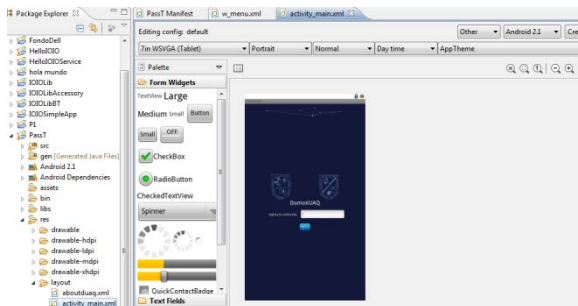 Package Explorer
FondoDell
HelloIOIO
HelloIOIOService
hola mundo
IOIOLib
IOIOLibAccessory
IOIOLibBT
IOIOSimpleApp
P1
PassT
src
gen [Generated Java Files]
Android 2.1
Android Dependencies
assets
bin
libs
res
drawable
drawable-hdpi
drawable-ldpi
drawable-mdpi
drawable-xhdpi
layout
aboutduaq.xml
activity_main.xml
PassT Manifest
w_menu.xml
activity_main.xml
Editing config: default
Other
Android 2.1
Cre
7in WSVGA (Tablet)
Portrait
Normal
Day time
AppTheme
Palette
Form Widgets
TextView Large
Medium Small Button
Small OFF
CheckBox
RadioButton
CheckedTextView
Spinner
QuickContactBadge
Text Fields
DomotiUAQ